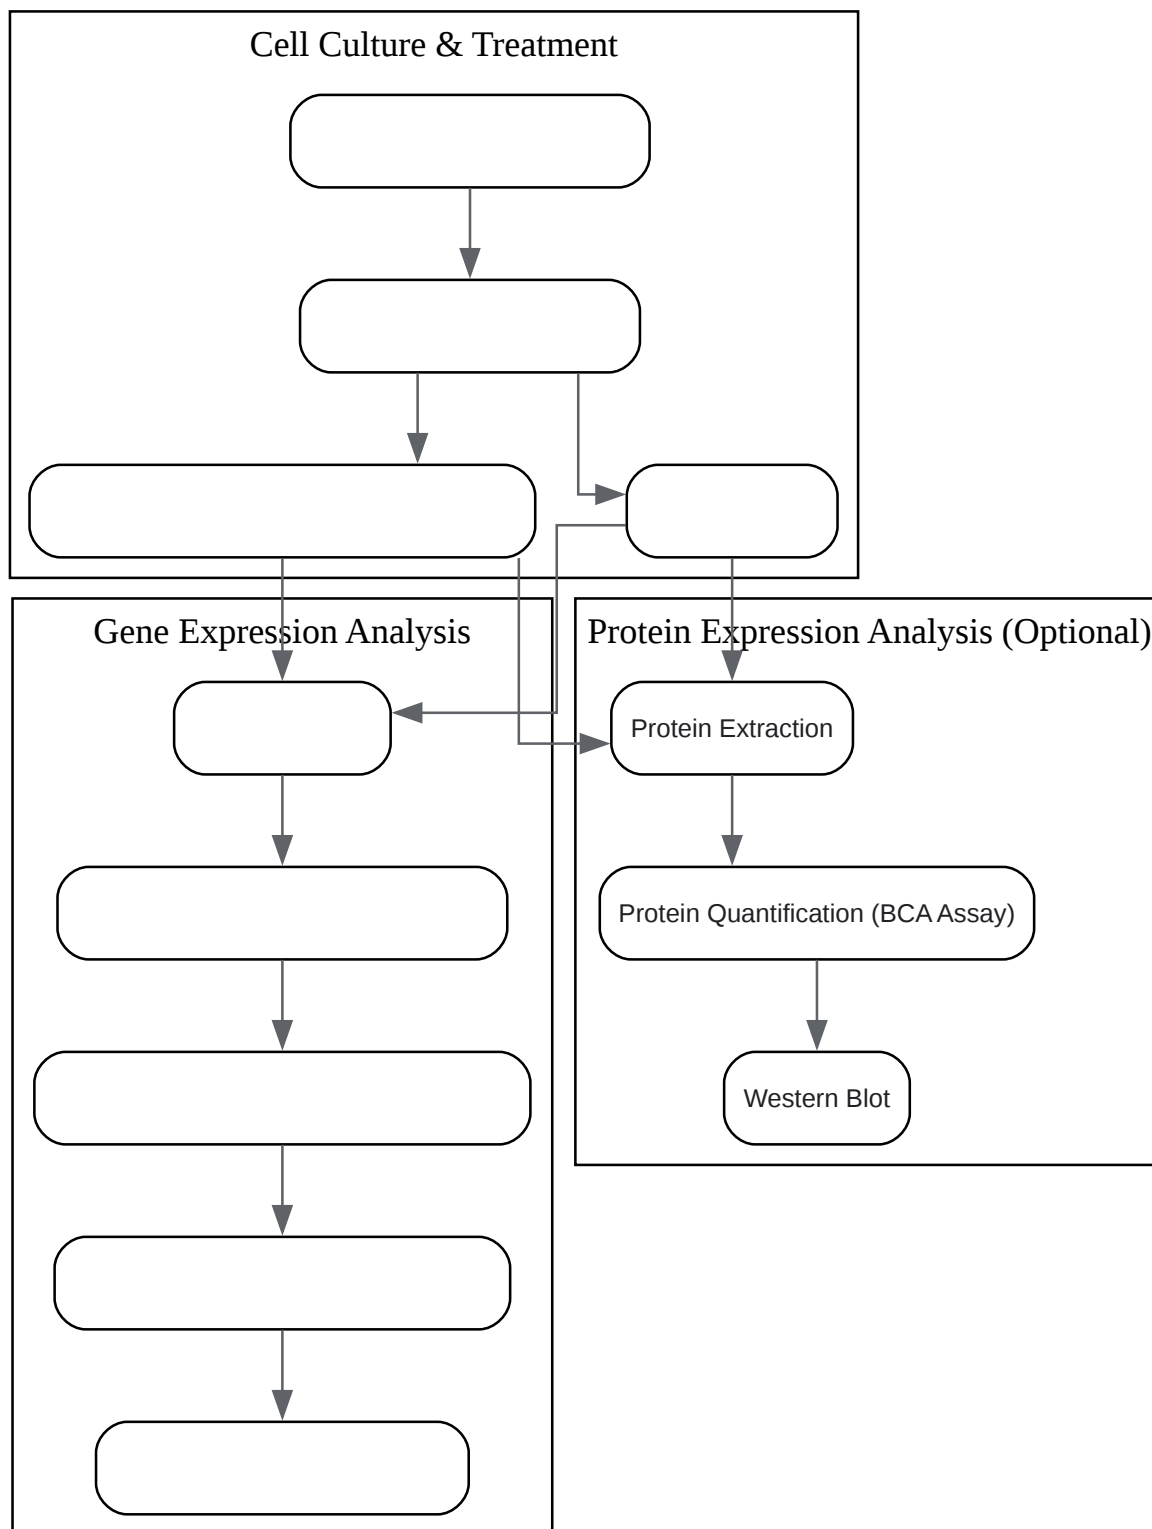 Cell Culture & Treatment
Gene Expression Analysis
Protein Expression Analysis (Optional)
Protein Extraction
Protein Quantification (BCA Assay)
Western Blot